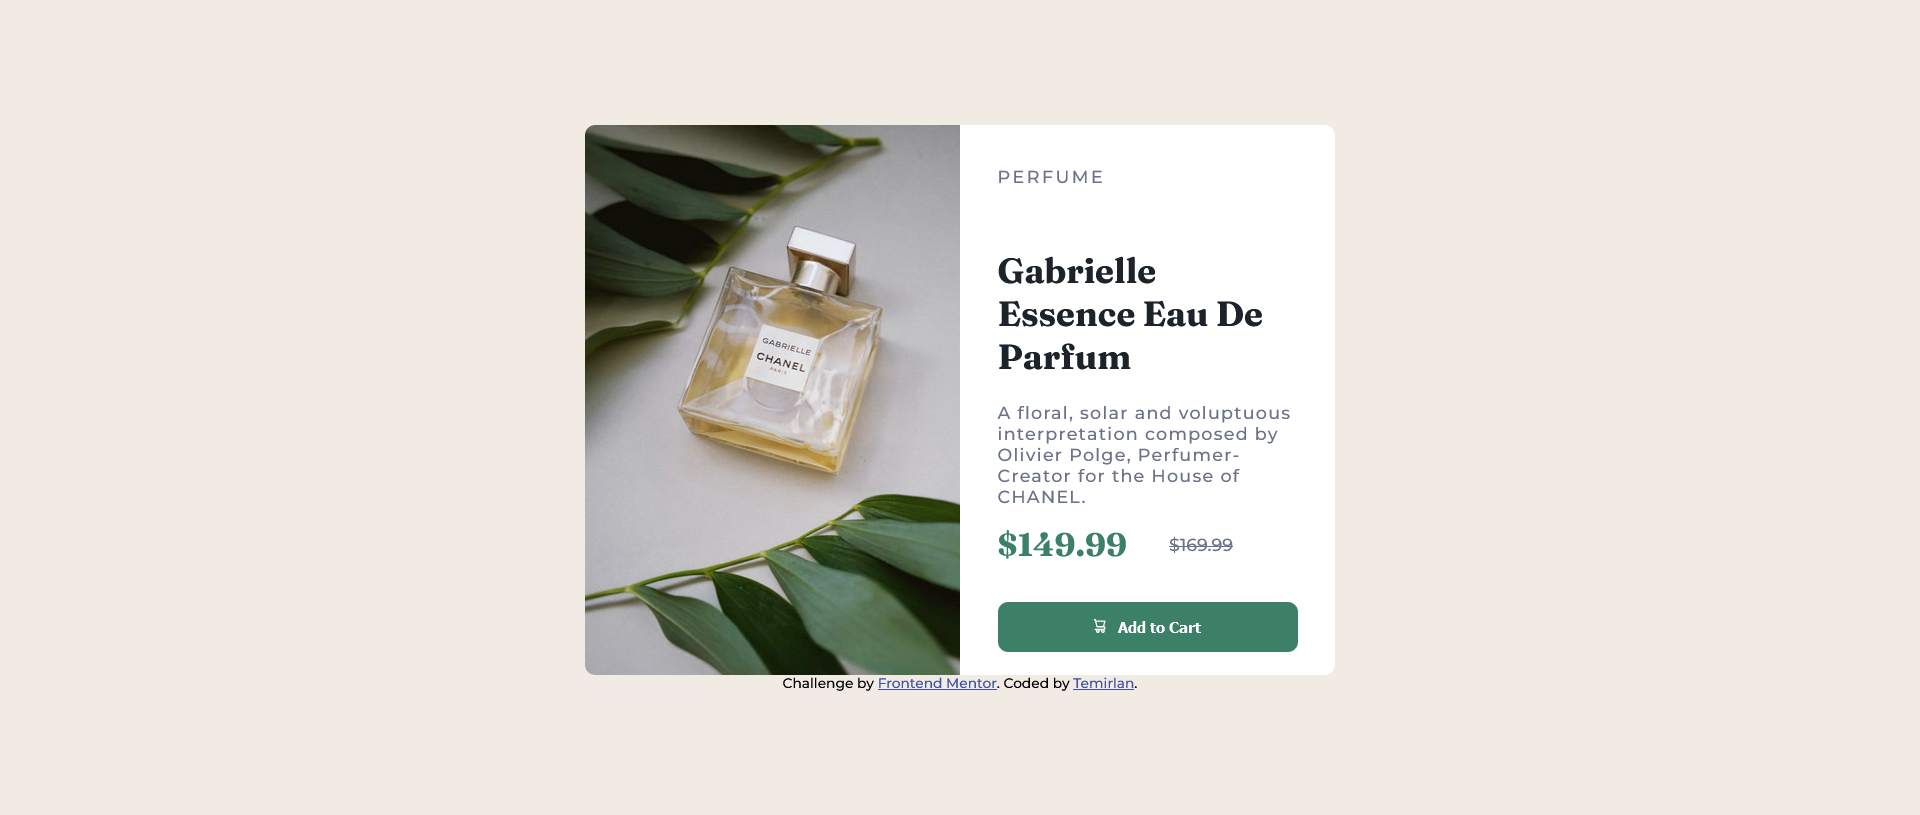 PERFUME
Gabrielle
Essence Eau De
Parfum
A floral, solar and voluptuous
interpretation composed by
Olivier Polge, Perfumer-
Creator for the House of
CHANEL.
$149.99 $169.99
Add to Cart
GABRIELLE
CHANEL
PARIS
Challenge by Frontend Mentor. Coded by Temirlan.